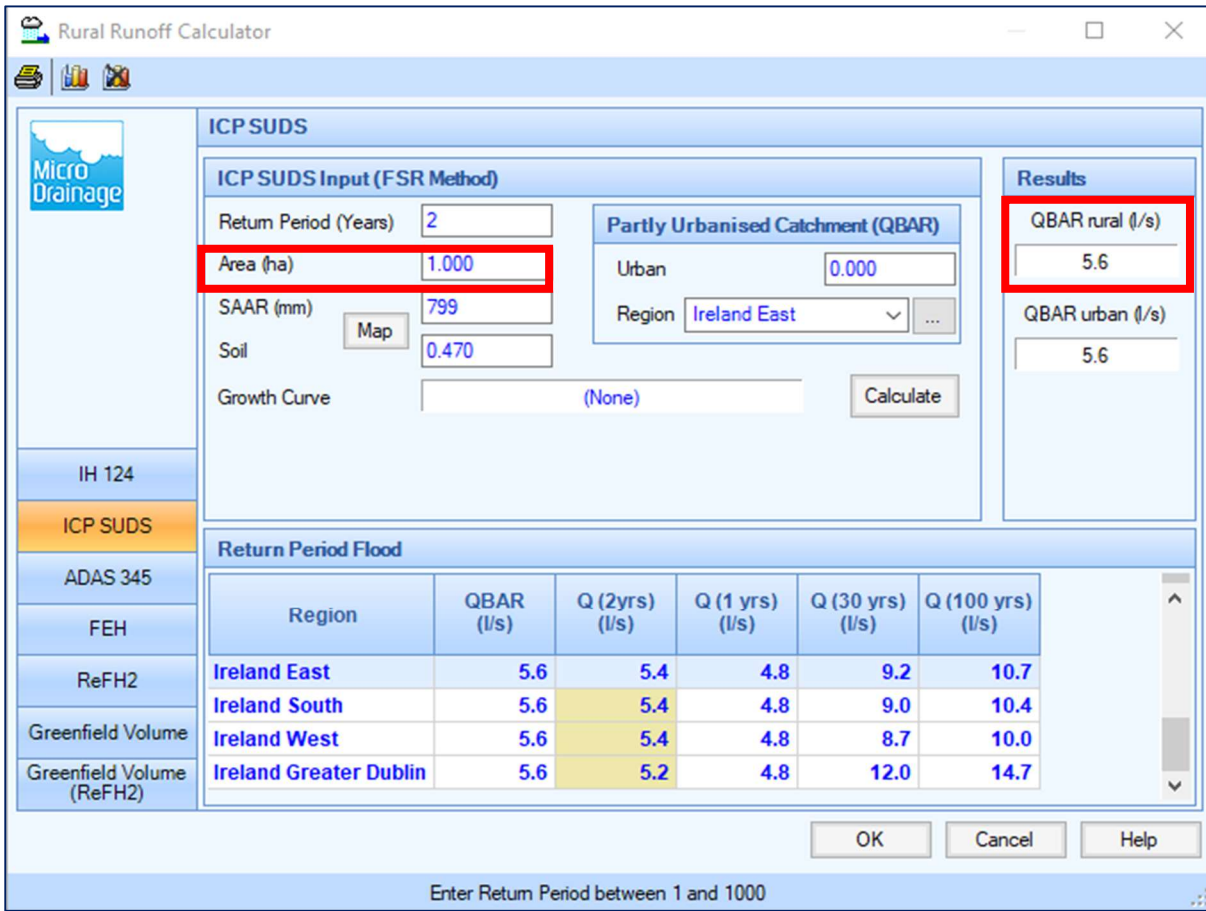 Rural Runoff Calculator
Micro
Drainage
IH 124
ICP SUDS
ADAS 345
FEH
ReFH2
Greenfield Volume
Greenfield Volume
(ReFH2)
ICP SUDS
ICP SUDS Input (FSR Method)
Return Period (Years) 2
Area (ha) 1.000
SAAR (mm) 799
Map
Soil 0.470
Growth Curve (None)
Partly Urbanised Catchment (QBAR)
Urban 0.000
Region Ireland East ...
Calculate
Results
QBAR rural (l/s)
5.6
QBAR urban (l/s)
5.6
Return Period Flood
Region QBAR (l/s) Q (2yrs) (l/s) Q (1 yrs) (l/s) Q (30 yrs) (l/s) Q (100 yrs) (l/s)
Ireland East 5.6 5.4 4.8 9.2 10.7
Ireland South 5.6 5.4 4.8 9.0 10.4
Ireland West 5.6 5.4 4.8 8.7 10.0
Ireland Greater Dublin 5.6 5.2 4.8 12.0 14.7
OK Cancel Help
Enter Return Period between 1 and 1000